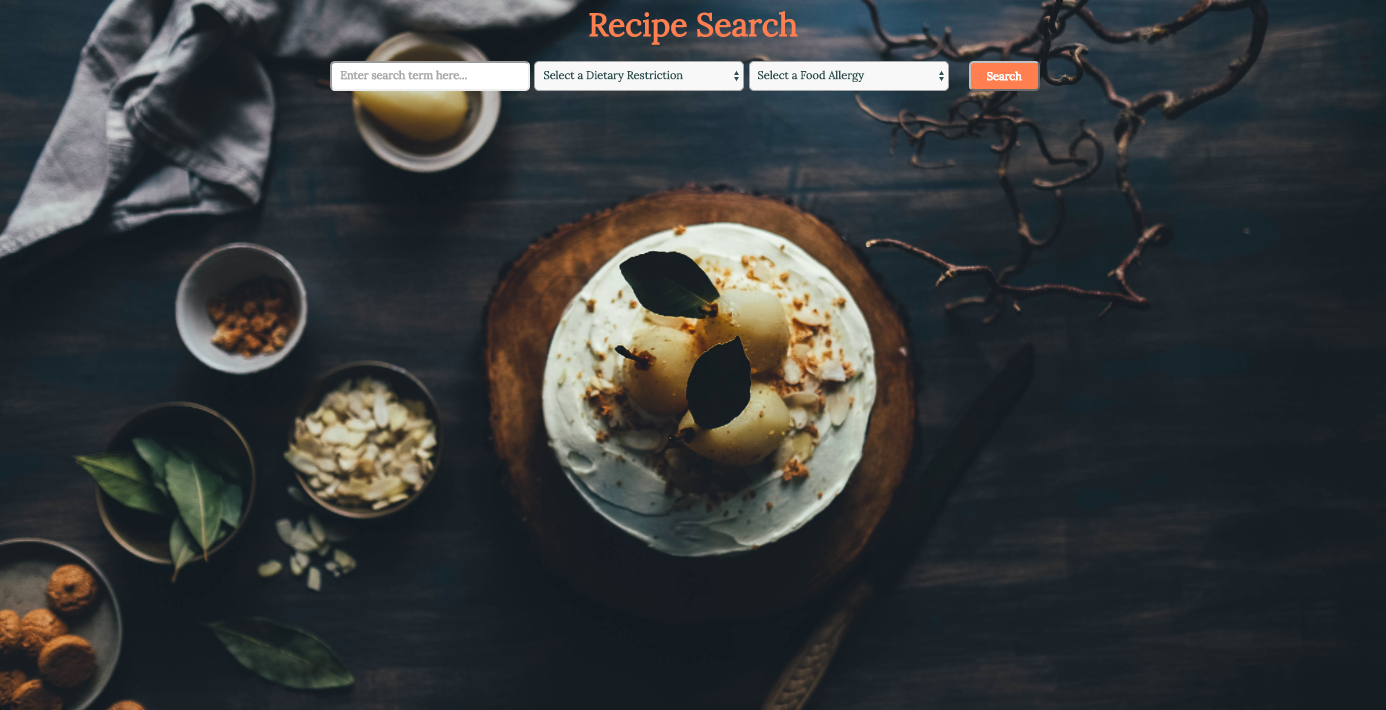 Recipe Search
Enter search term here...
Select a Dietary Restriction
Select a Food Allergy
Search